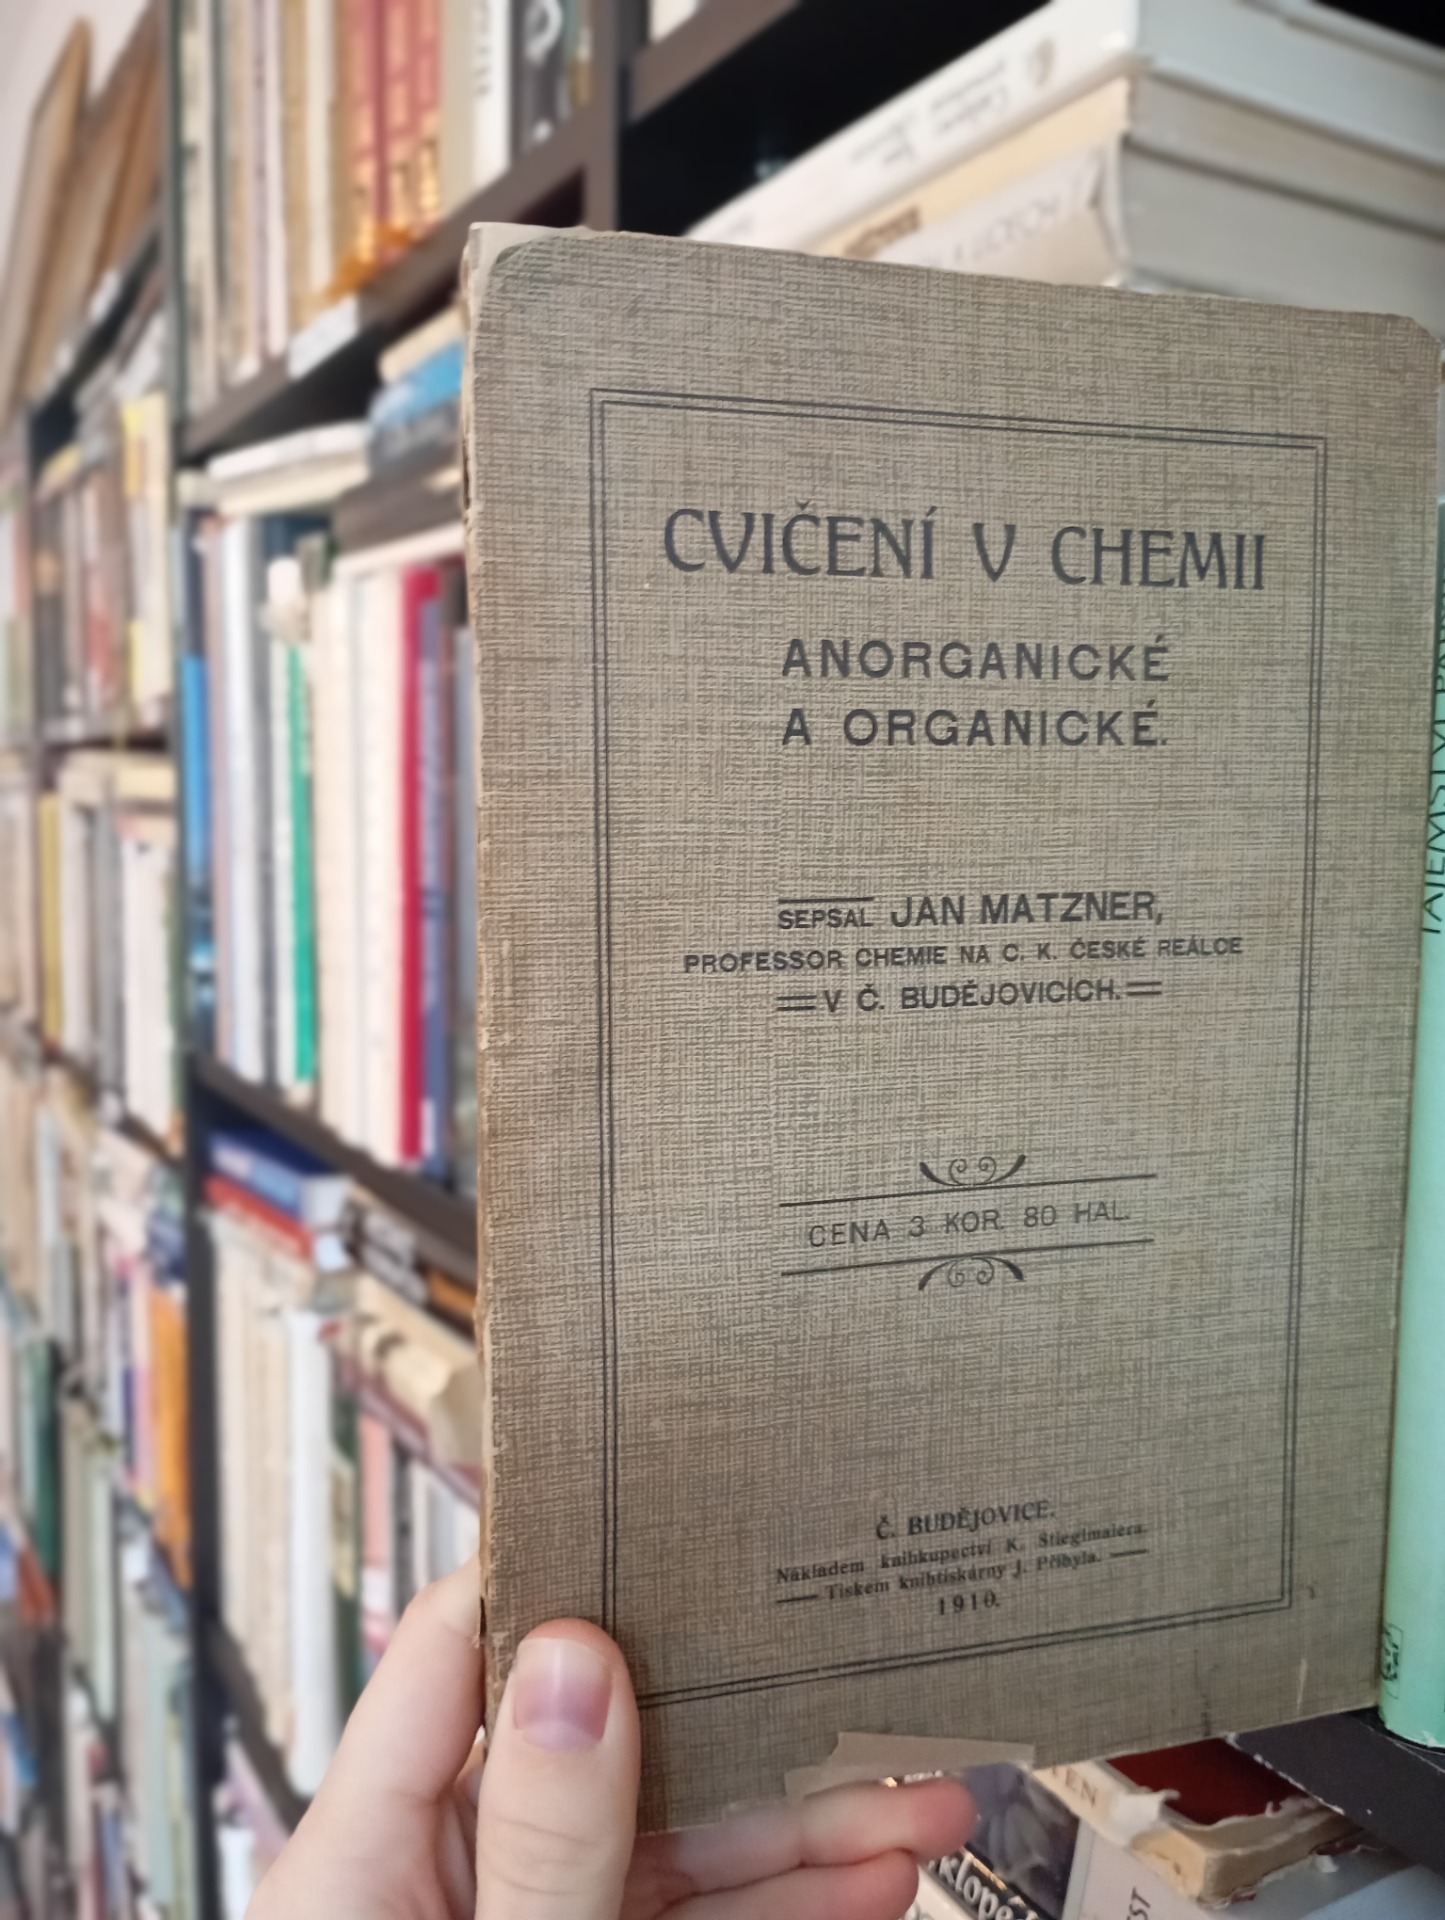 CVIČENÍ V CHEMII
ANORGANICKÉ
A ORGANICKÉ.
SEPSAL JAN MATZNER,
PROFESSOR CHEMIE NA C. K. ČESKÉ REÁLCE
V Č. BUDĚJOVICÍCH.
CENA 3 KOR. 80 HAL.
Č. BUDĚJOVICE.
Nákladem knihkupectví K. Stieglmaiera.
Tiskem knihtiskárny J. Přibyla.
1910.
TAJEMSTVÍ